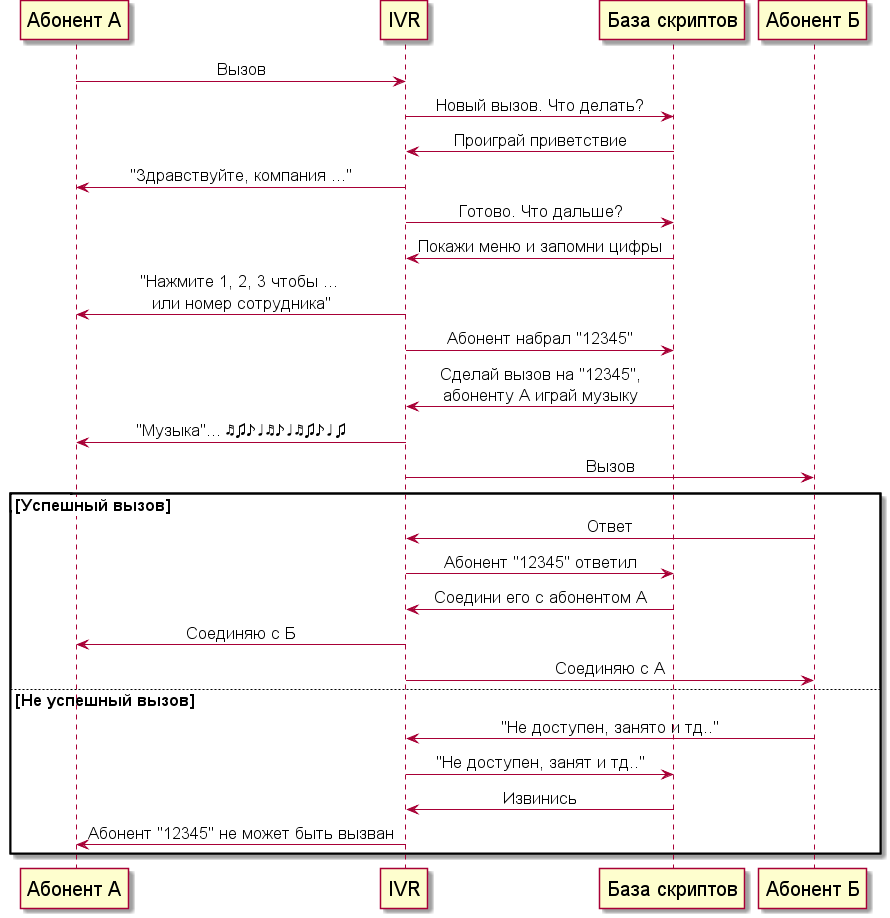 Абонент А
IVR
База скриптов
Абонент Б
Вызов
Новый вызов. Что делать?
Проиграй приветствие
"Здравствуйте, компания ..."
Готово. Что дальше?
Покажи меню и запомни цифры
"Нажмите 1, 2, 3 чтобы ...
или номер сотрудника"
Абонент набрал "12345"
Сделай вызов на "12345",
абоненту А играй музыку
"Музыка"... ♬♫♪♩♬♪♩♬♫♪♩♫
Вызов
[Успешный вызов]
Ответ
Абонент "12345" ответил
Соедини его с абонентом А
Соединяю с Б
Соединяю с А
[Не успешный вызов]
"Не доступен, занято и тд.."
"Не доступен, занят и тд.."
Извинись
Абонент "12345" не может быть вызван
Абонент А
IVR
База скриптов
Абонент Б